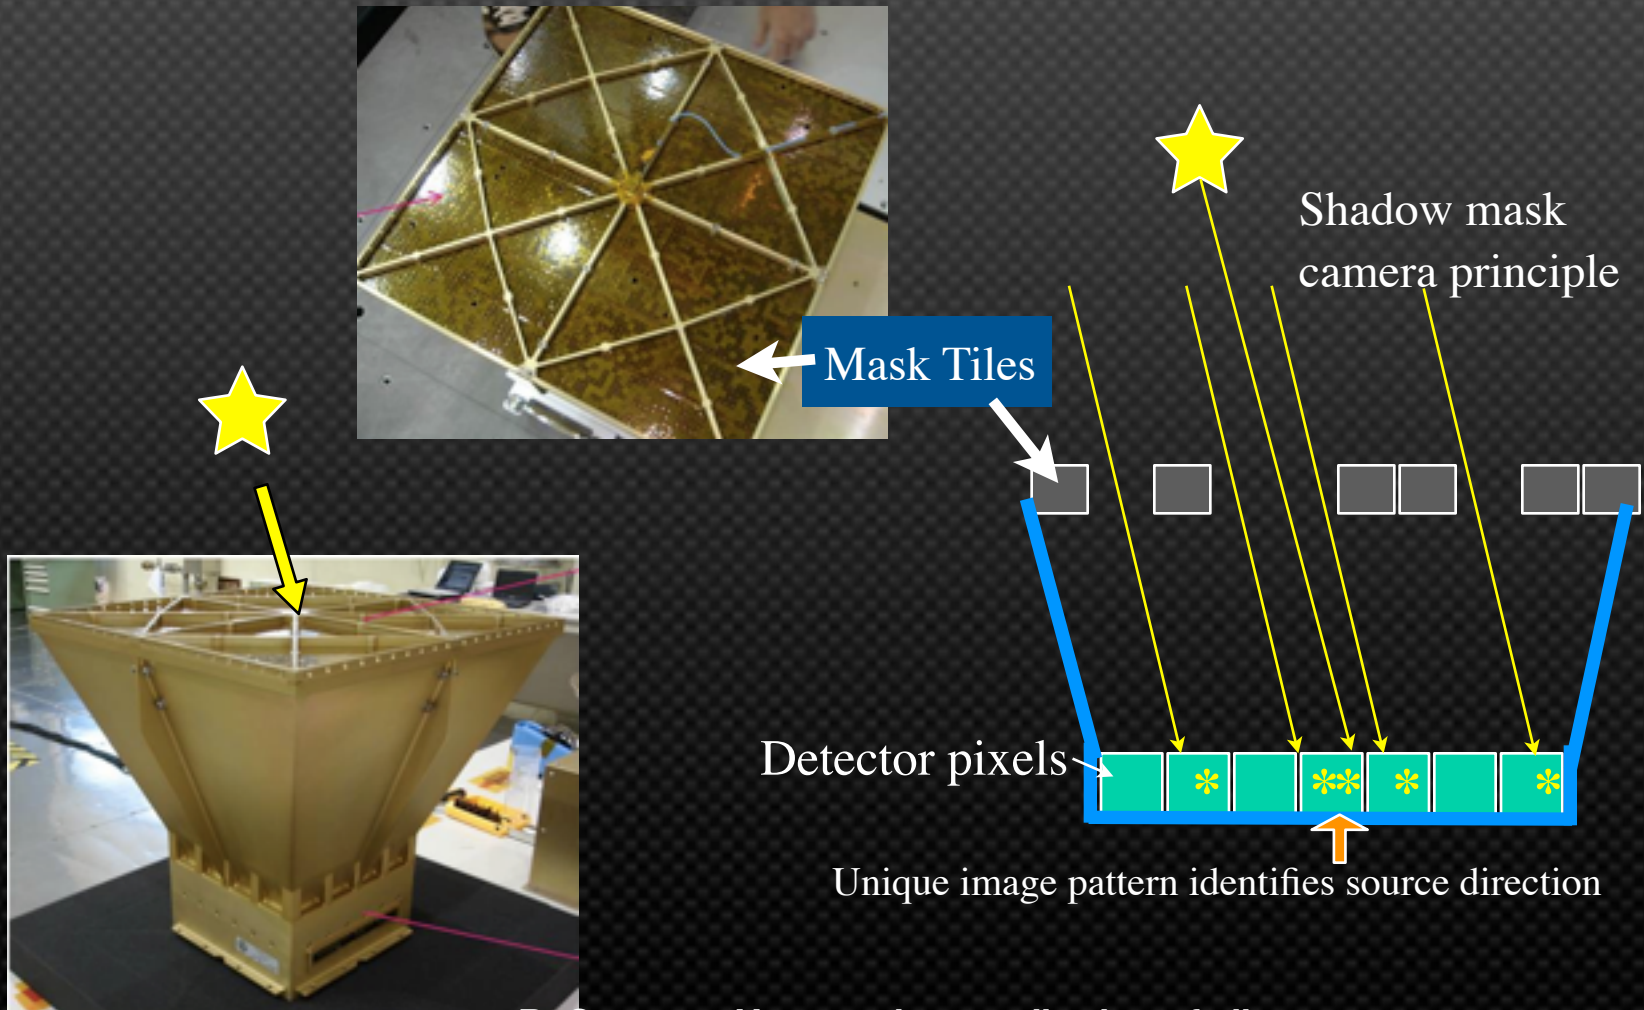 Shadow mask
camera principle
Mask Tiles
Detector pixels
Unique image pattern identifies source direction